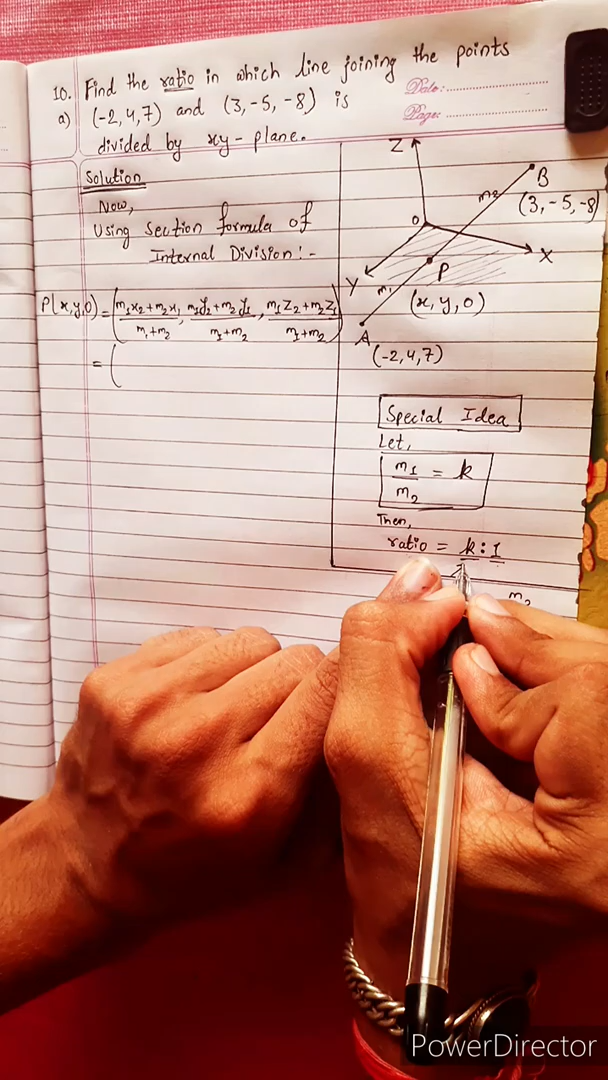 10. Find the ratio in which line joining the points
a) (-2,4,7) and (3,-5,-8) is
divided by xy-plane.
Date:
Page:
Solution
Now,
Using section formula of
Internal Division:-
P(x,y,0) = (m1x2+m2x1/m1+m2, m1y2+m2y1/m1+m2, m1z2+m2z1/m1+m2)
= (
Z
B
m2
(3,-5,-8)
O
X
Y
P
m1
(x,y,0)
A
(-2,4,7)
Special Idea
Let,
m1/m2 = k
Then,
ratio = k:1
m2
PowerDirector